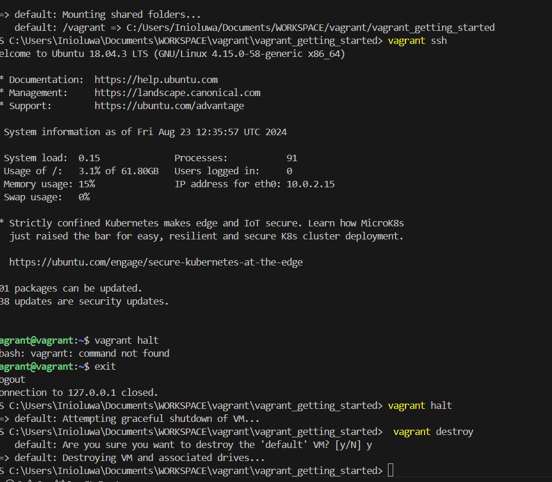 => default: Mounting shared folders...
default: /vagrant => C:/Users/Inioluwa/Documents/WORKSPACE/vagrant/vagrant_getting_started
S C:\Users\Inioluwa\Documents\WORKSPACE\vagrant\vagrant_getting_started> vagrant ssh
elcome to Ubuntu 18.04.3 LTS (GNU/Linux 4.15.0-58-generic x86_64)
* Documentation:  https://help.ubuntu.com
* Management:     https://landscape.canonical.com
* Support:        https://ubuntu.com/advantage
System information as of Fri Aug 23 12:35:57 UTC 2024
System load:  0.15              Processes:           91
Usage of /:   3.1% of 61.80GB   Users logged in:     0
Memory usage: 15%               IP address for eth0: 10.0.2.15
Swap usage:   0%
* Strictly confined Kubernetes makes edge and IoT secure. Learn how MicroK8s
just raised the bar for easy, resilient and secure K8s cluster deployment.
https://ubuntu.com/engage/secure-kubernetes-at-the-edge
01 packages can be updated.
38 updates are security updates.
agrant@vagrant:~$ vagrant halt
bash: vagrant: command not found
agrant@vagrant:~$ exit
ogout
onnection to 127.0.0.1 closed.
S C:\Users\Inioluwa\Documents\WORKSPACE\vagrant\vagrant_getting_started> vagrant halt
=> default: Attempting graceful shutdown of VM...
S C:\Users\Inioluwa\Documents\WORKSPACE\vagrant\vagrant_getting_started>  vagrant destroy
default: Are you sure you want to destroy the 'default' VM? [y/N] y
=> default: Destroying VM and associated drives...
S C:\Users\Inioluwa\Documents\WORKSPACE\vagrant\vagrant_getting_started>